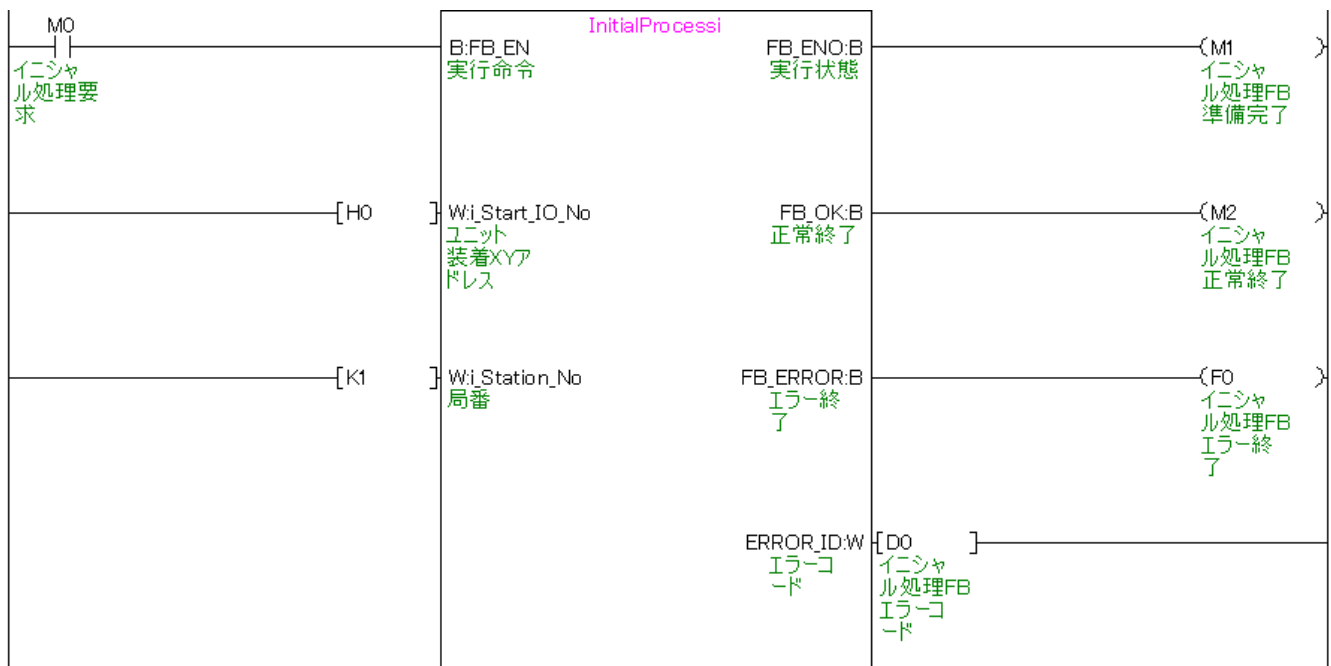 InitialProcessi
M0
イニシャ
ル処理要
求
B:FB_EN
実行命令
FB_ENO:B
実行状態
(M1 )
イニシャ
ル処理FB
準備完了
[H0 ]
W:i_Start_IO_No
ユニット
装着XYア
ドレス
FB_OK:B
正常終了
(M2 )
イニシャ
ル処理FB
正常終了
[K1 ]
W:i_Station_No
局番
FB_ERROR:B
エラー終
了
(F0 )
イニシャ
ル処理FB
エラー終
了
ERROR_ID:W
エラーコ
ード
[D0 ]
イニシャ
ル処理FB
エラーコ
ード